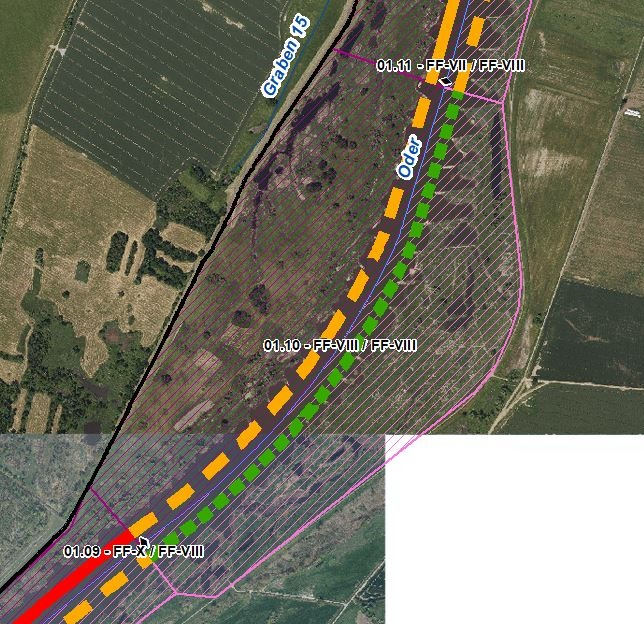 Graben 15
01.11 - FF-VII / FF-VIII
Oder
01.10 - FF-VIII / FF-VIII
01.09 - FF-X / FF-VIII